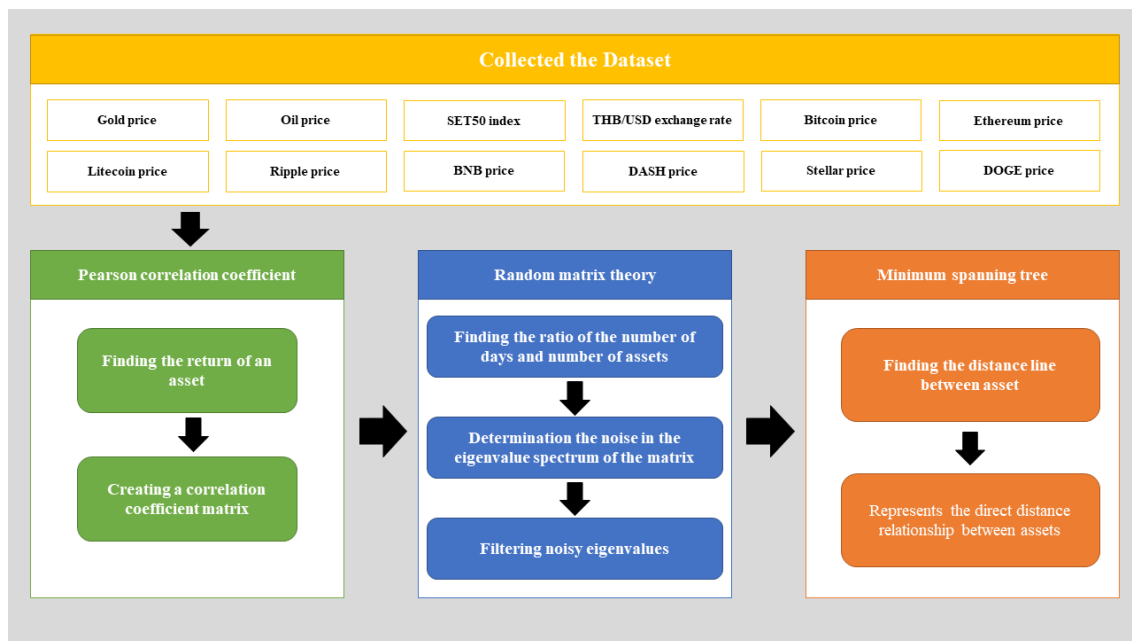 Collected the Dataset
Gold price
Oil price
SET50 index
THB/USD exchange rate
Bitcoin price
Ethereum price
Litecoin price
Ripple price
BNB price
DASH price
Stellar price
DOGE price
Pearson correlation coefficient
Finding the return of an
asset
Creating a correlation
coefficient matrix
Random matrix theory
Finding the ratio of the number of
days and number of assets
Determination the noise in the
eigenvalue spectrum of the matrix
Filtering noisy eigenvalues
Minimum spanning tree
Finding the distance line
between asset
Represents the direct distance
relationship between assets